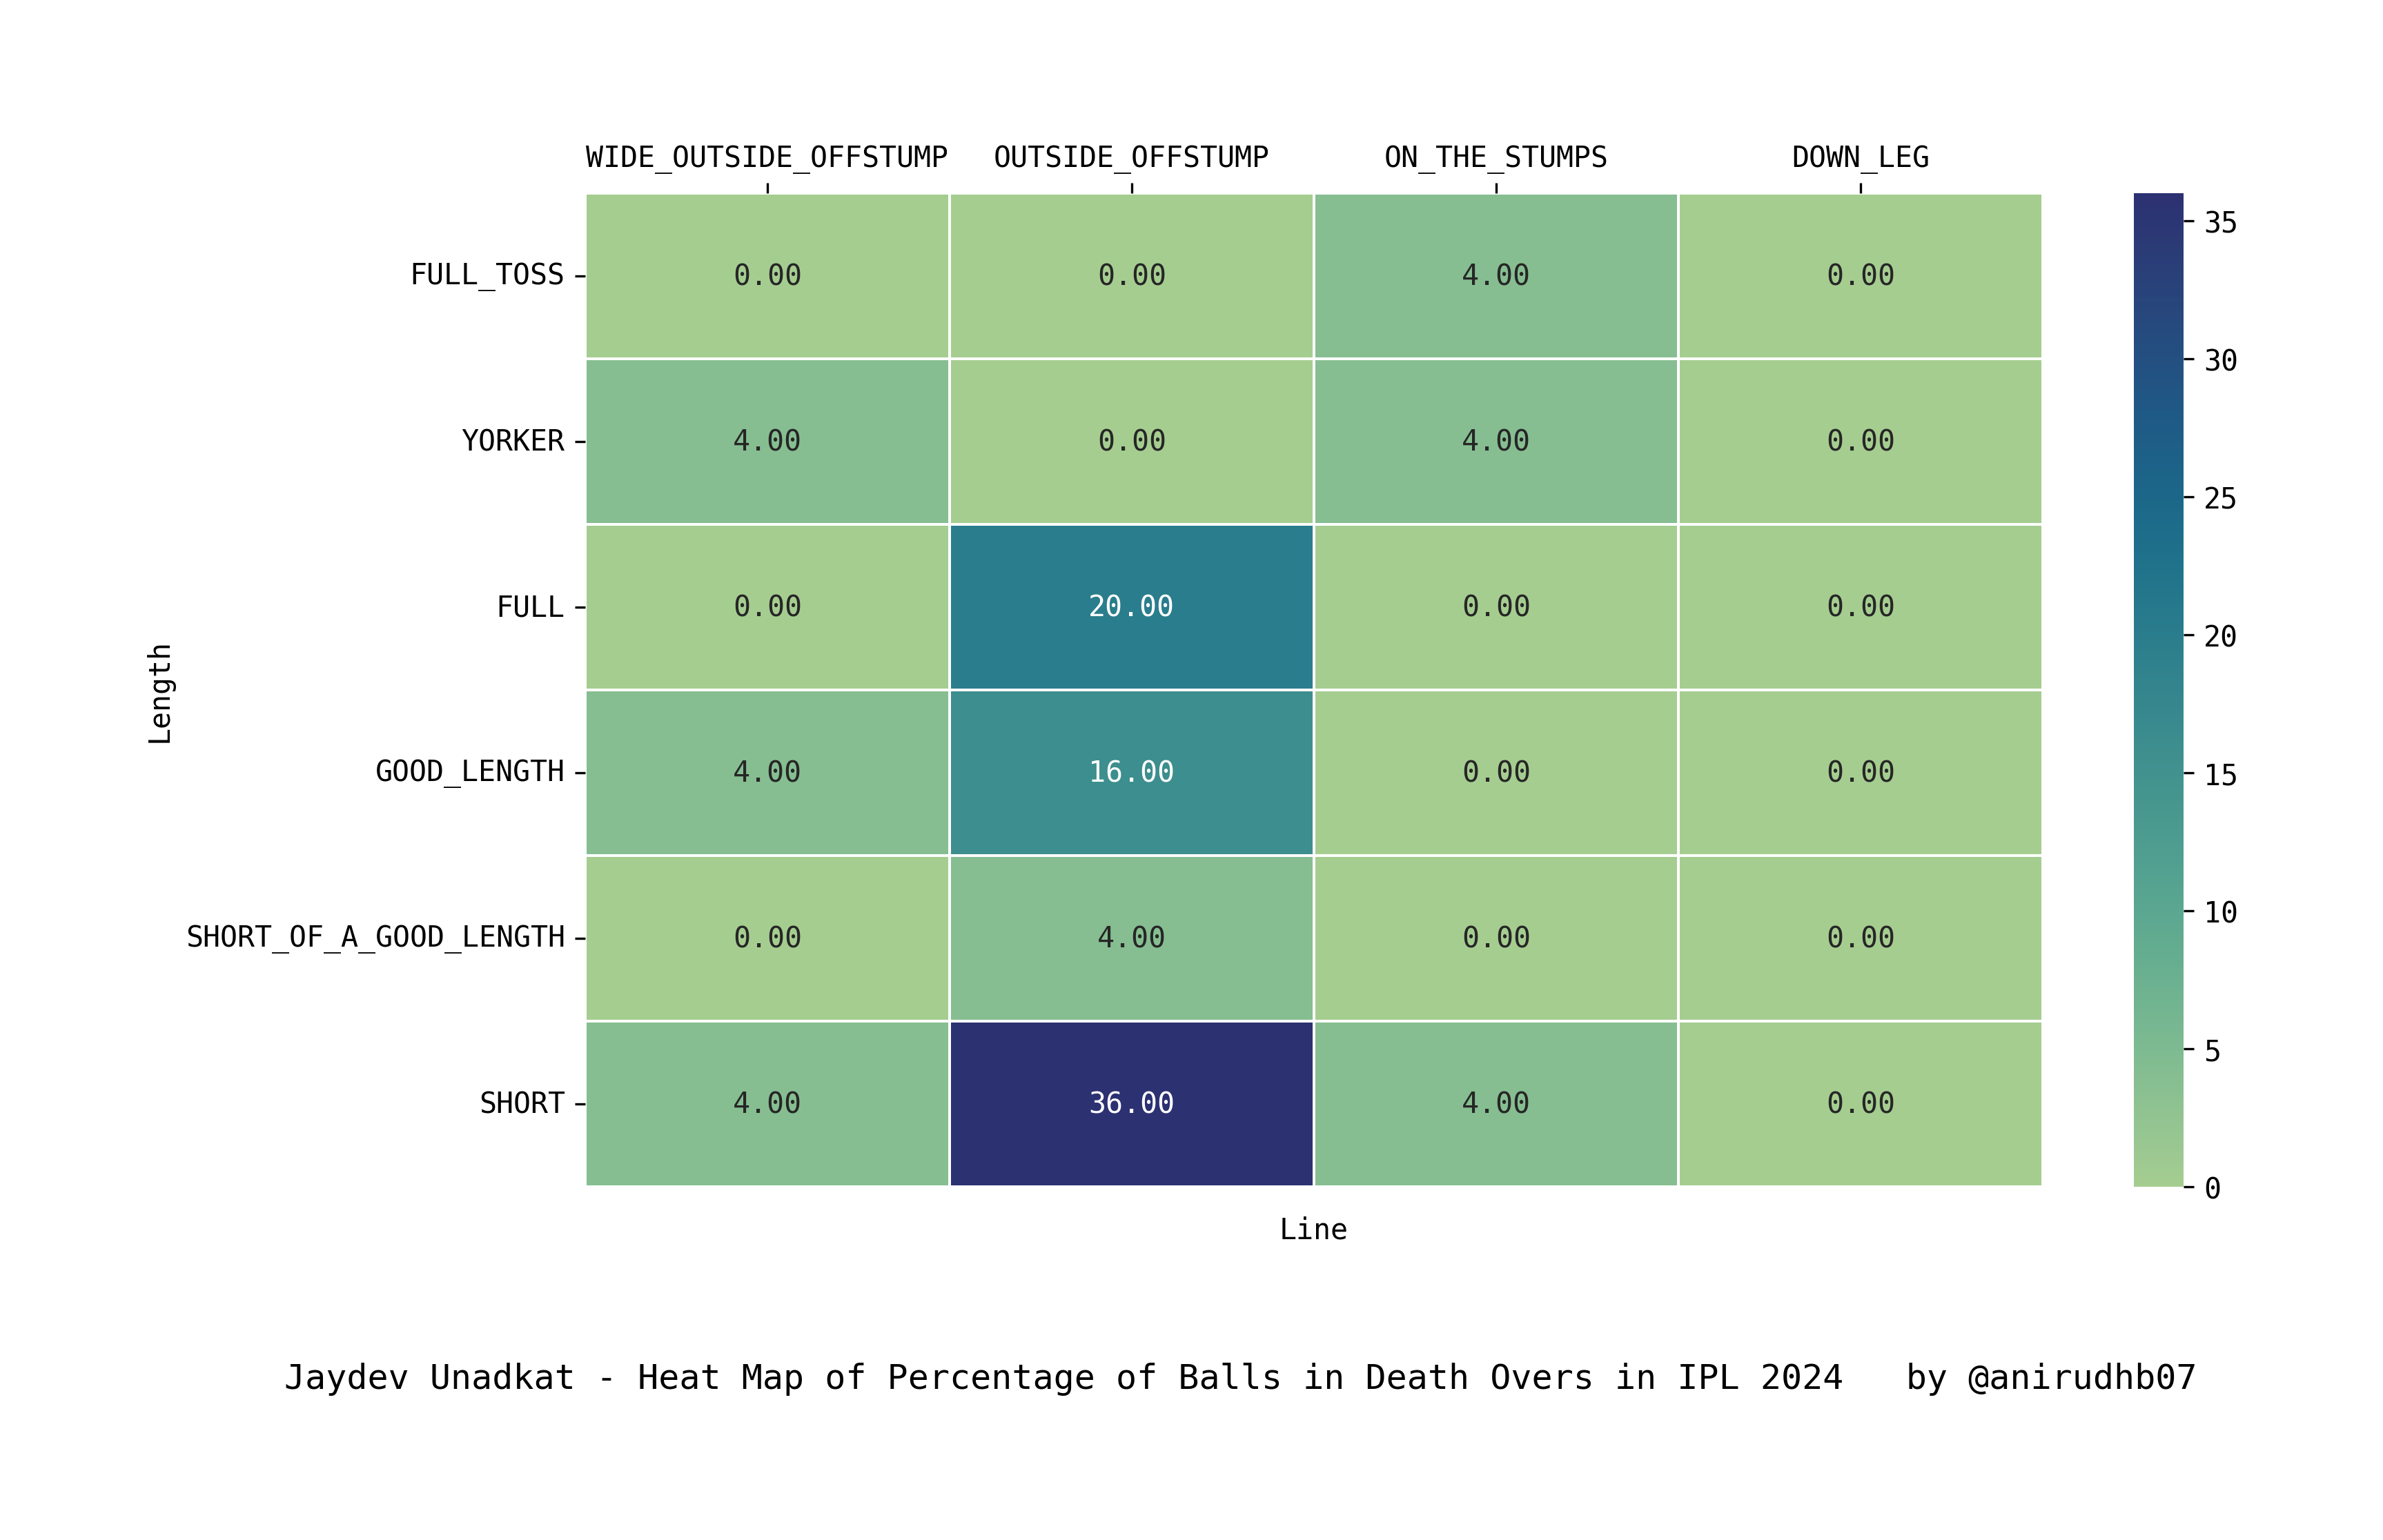 WIDE_OUTSIDE_OFFSTUMP OUTSIDE_OFFSTUMP ON_THE_STUMPS DOWN_LEG
FULL_TOSS 0.00 0.00 4.00 0.00
YORKER 4.00 0.00 4.00 0.00
FULL 0.00 20.00 0.00 0.00
GOOD_LENGTH 4.00 16.00 0.00 0.00
SHORT_OF_A_GOOD_LENGTH 0.00 4.00 0.00 0.00
SHORT 4.00 36.00 4.00 0.00
Length
Line
35
30
25
20
15
10
5
0
Jaydev Unadkat - Heat Map of Percentage of Balls in Death Overs in IPL 2024 by @anirudhb07